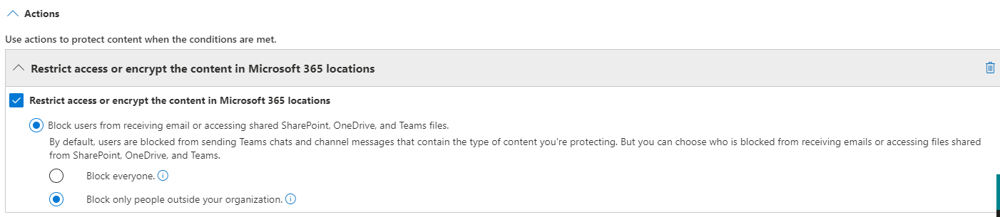 Actions
Use actions to protect content when the conditions are met.
Restrict access or encrypt the content in Microsoft 365 locations
Restrict access or encrypt the content in Microsoft 365 locations
Block users from receiving email or accessing shared SharePoint, OneDrive, and Teams files.
By default, users are blocked from sending Teams chats and channel messages that contain the type of content you're protecting. But you can choose who is blocked from receiving emails or accessing files shared
from SharePoint, OneDrive, and Teams.
Block everyone.
Block only people outside your organization.